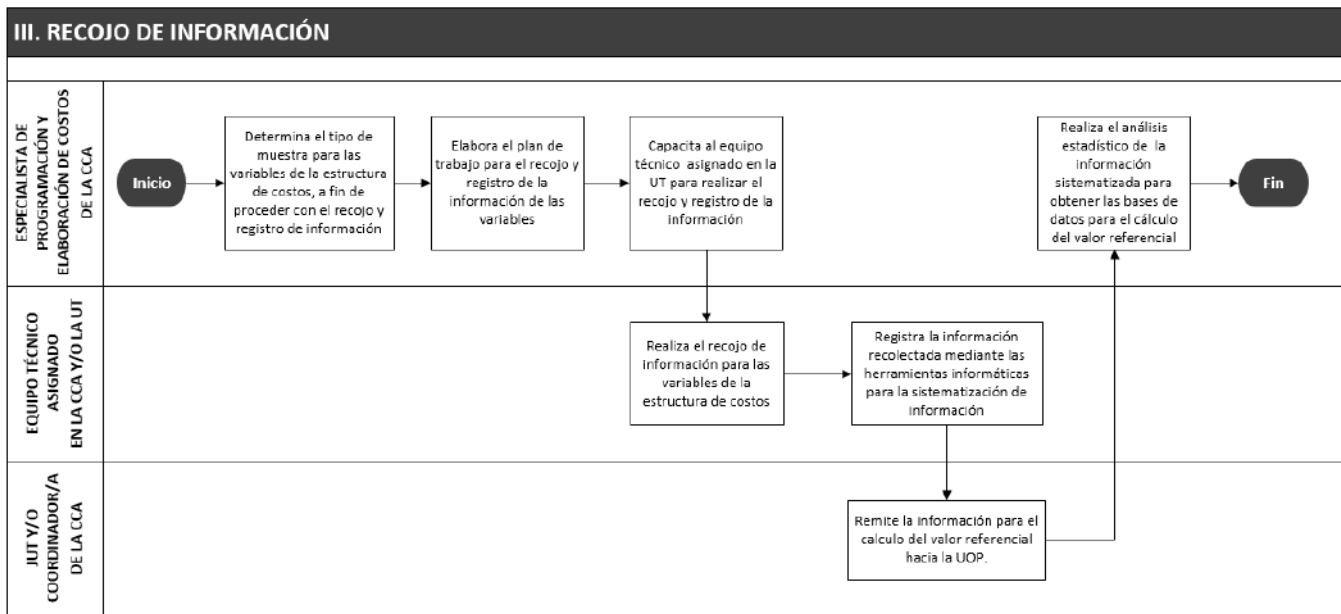 III. RECOJO DE INFORMACIÓN
ESPECIALISTA DE
PROGRAMACIÓN Y
ELABORACIÓN DE COSTOS
DE LA CCA
Inicio
Determina el tipo de
muestra para las
variables de la estructura
de costos, a fin de
proceder con el recojo y
registro de información
Elabora el plan de
trabajo para el recojo y
registro de la
información de las
variables
Capacita al equipo
técnico asignado en la
UT para realizar el
recojo y registro de la
información
Realiza el análisis
estadístico de la
información
sistematizada para
obtener las bases de
datos para el cálculo
del valor referencial
Fin
EQUIPO TÉCNICO
ASIGNADO
EN LA CCA Y/O LA UT
Realiza el recojo de
información para las
variables de la
estructura de costos
Registra la información
recolectada mediante las
herramientas informáticas
para la sistematización de
información
JUT Y/O
COORDINADOR/A
DE LA CCA
Remite la información para el
calculo del valor referencial
hacia la UOP.